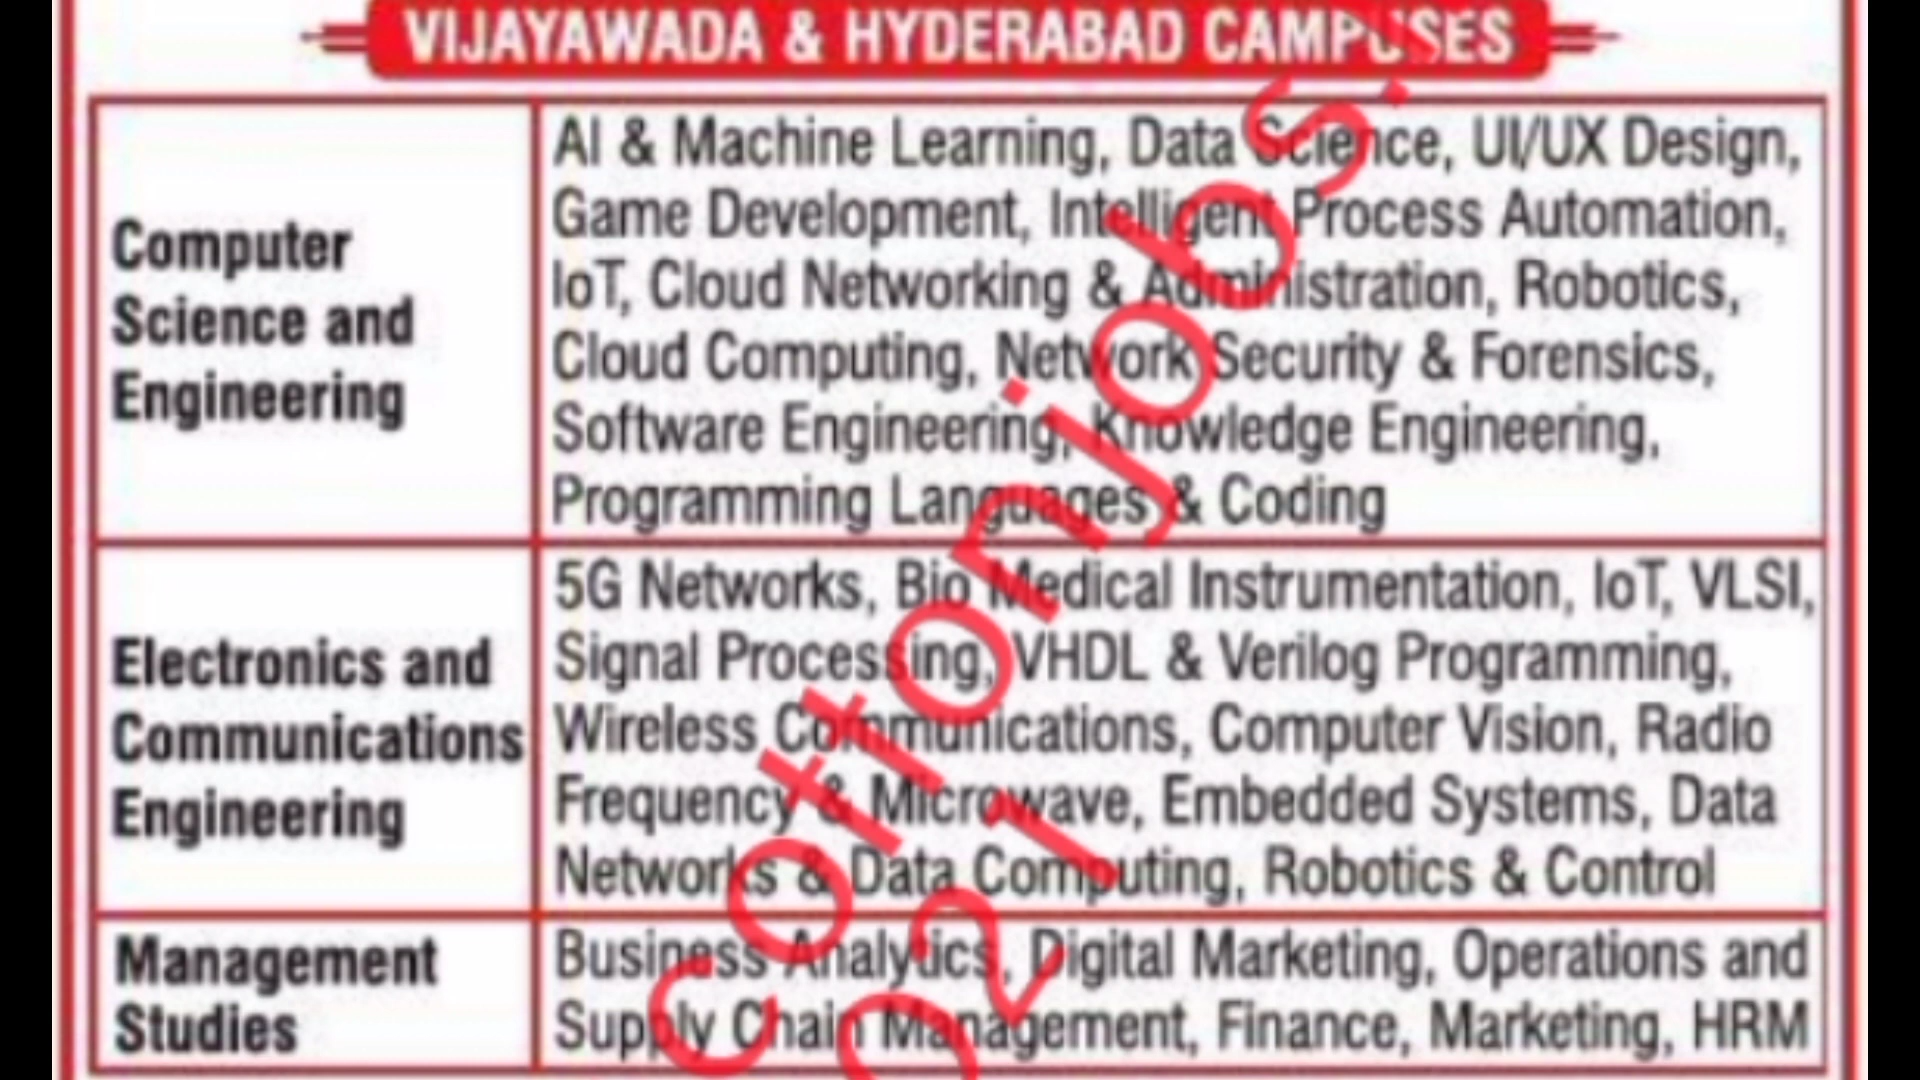 VIJAYAWADA & HYDERABAD CAMPUSES
Computer
Science and
Engineering
AI & Machine Learning, Data Science, UI/UX Design,
Game Development, Intelligent Process Automation,
IoT, Cloud Networking & Administration, Robotics,
Cloud Computing, Network Security & Forensics,
Software Engineering, Knowledge Engineering,
Programming Languages & Coding
Electronics and
Communications
Engineering
5G Networks, Bio Medical Instrumentation, IoT, VLSI,
Signal Processing, VHDL & Verilog Programming,
Wireless Communications, Computer Vision, Radio
Frequency & Microwave, Embedded Systems, Data
Networks & Data Computing, Robotics & Control
Management
Studies
Business Analytics, Digital Marketing, Operations and
Supply Chain Management, Finance, Marketing, HRM
cottonjobs.
021